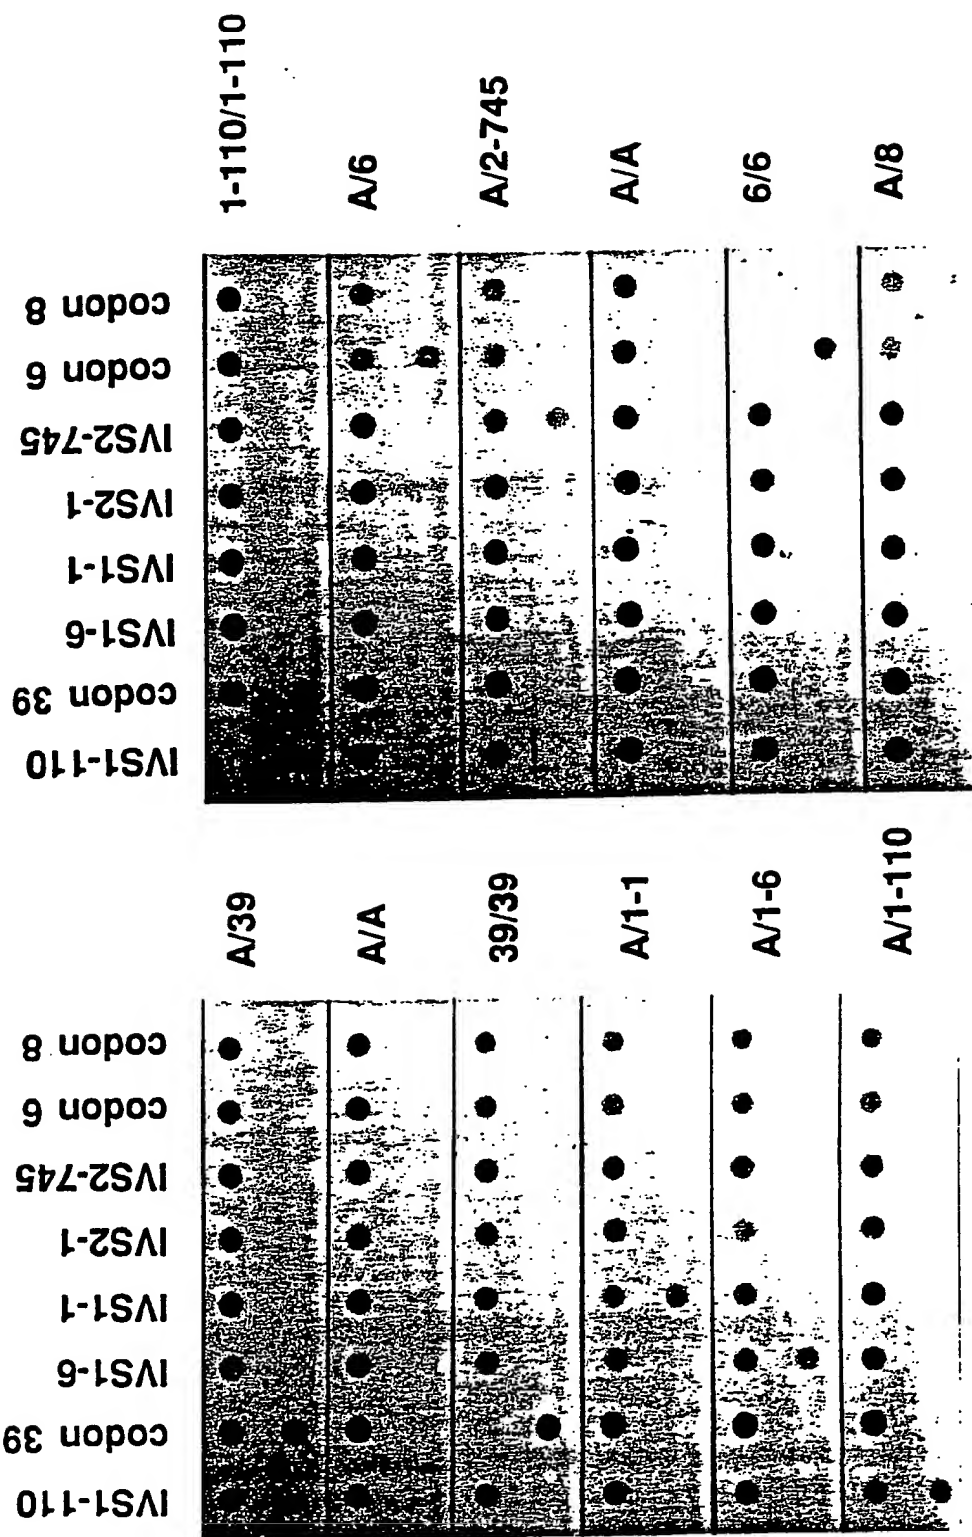 1-110/1-110
A/6
A/2-745
A/A
6/6
A/8
codon 8
codon 6
IVS2-745
IVS2-1
IVS1-1
IVS1-6
codon 39
IVS1-110
A/39
A/A
39/39
A/1-1
A/1-6
A/1-110
codon 8
codon 6
IVS2-745
IVS2-1
IVS1-1
IVS1-6
codon 39
IVS1-110